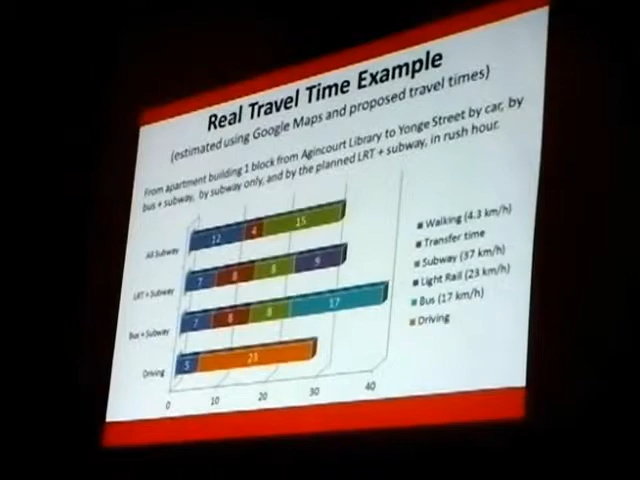 Real Travel Time Example
(estimated using Google Maps and proposed travel times)
From apartment building 1 block from Agincourt Library to Yonge Street by car, by
bus + subway, by subway only, and by the planned LRT + subway, in rush hour.
All Subway
12 4 15
LRT + Subway
7 8 8 9
Bus + Subway
7 8 8 17
Driving
5 23
0 10 20 30 40
Walking (4.3 km/h)
Transfer time
Subway (37 km/h)
Light Rail (23 km/h)
Bus (17 km/h)
Driving